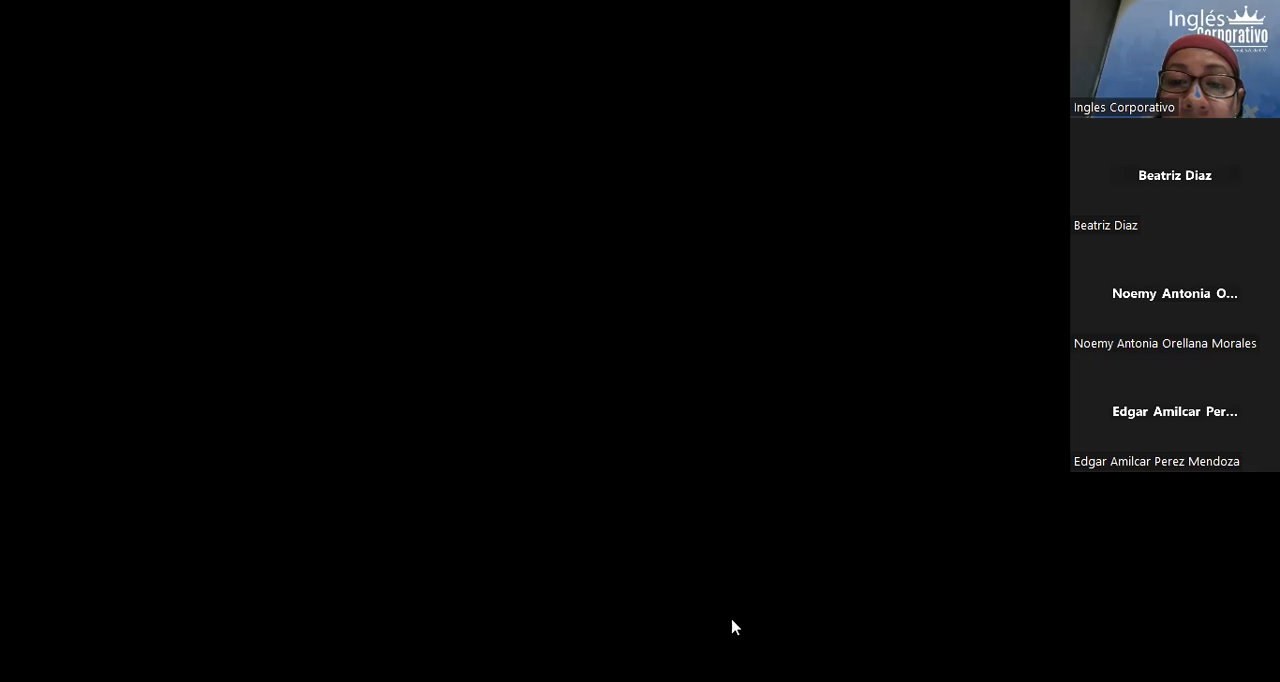 Inglés
Corporativo
Ingles Corporativo
Beatriz Diaz
Beatriz Diaz
Noemy Antonia O...
Noemy Antonia Orellana Morales
Edgar Amilcar Per...
Edgar Amilcar Perez Mendoza